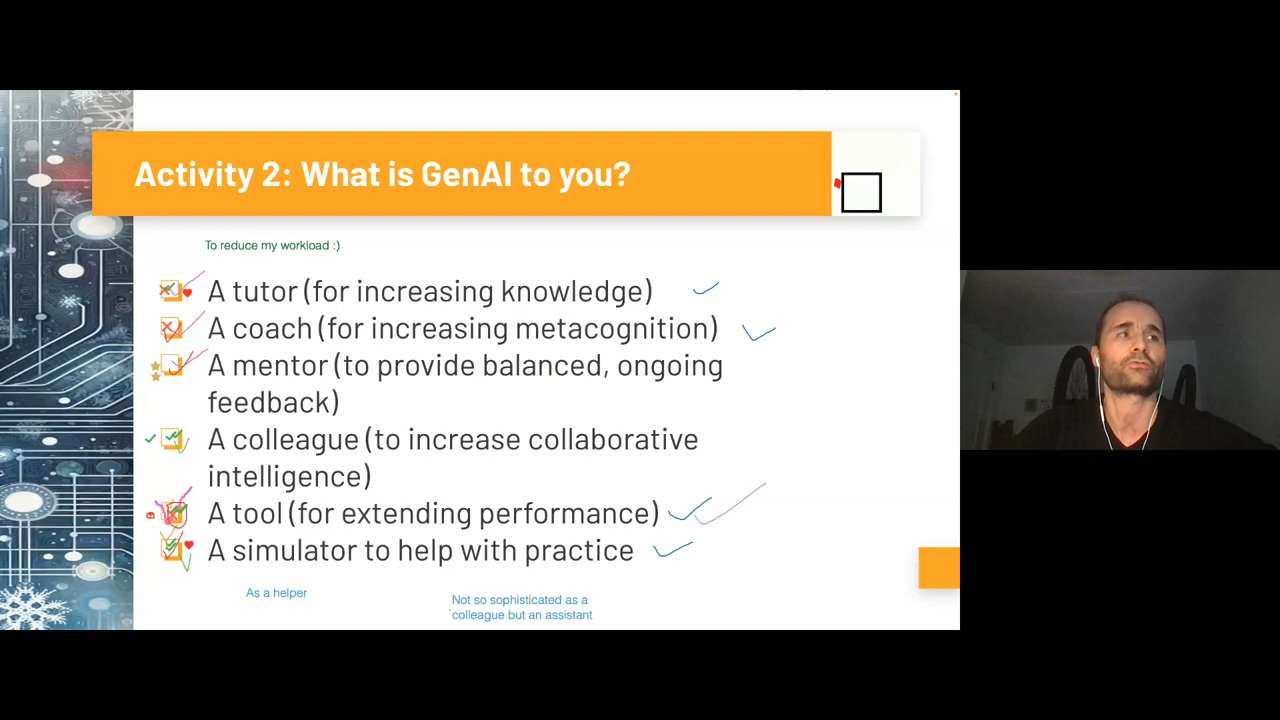 Activity 2: What is GenAI to you?
To reduce my workload :)
A tutor (for increasing knowledge)
A coach (for increasing metacognition)
A mentor (to provide balanced, ongoing
feedback)
A colleague (to increase collaborative
intelligence)
A tool (for extending performance)
A simulator to help with practice
As a helper
Not so sophisticated as a
colleague but an assistant